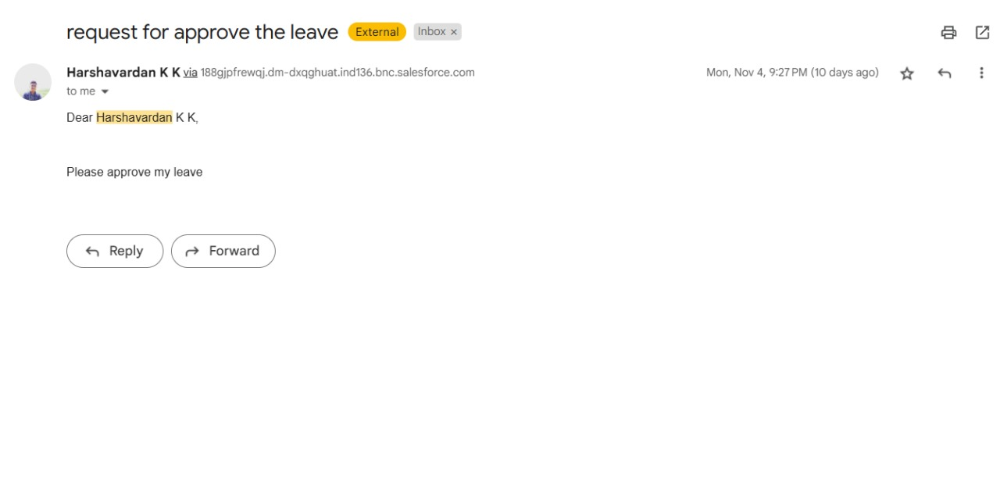 request for approve the leave External Inbox ×
Harshavardan K K via 188gjpfrewqj.dm-dxqghuat.ind136.bnc.salesforce.com Mon, Nov 4, 9:27 PM (10 days ago)
to me
Dear Harshavardan K K,
Please approve my leave
Reply Forward